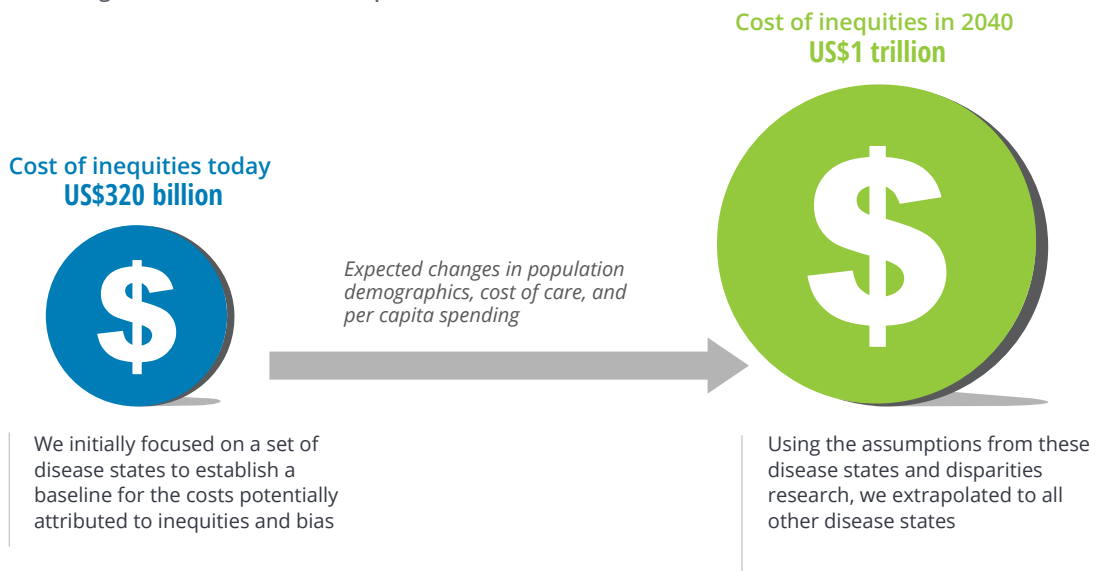 Cost of inequities in 2040
US$1 trillion
Cost of inequities today
US$320 billion
$
$
Expected changes in population
demographics, cost of care, and
per capita spending
We initially focused on a set of
disease states to establish a
baseline for the costs potentially
attributed to inequities and bias
Using the assumptions from these
disease states and disparities
research, we extrapolated to all
other disease states